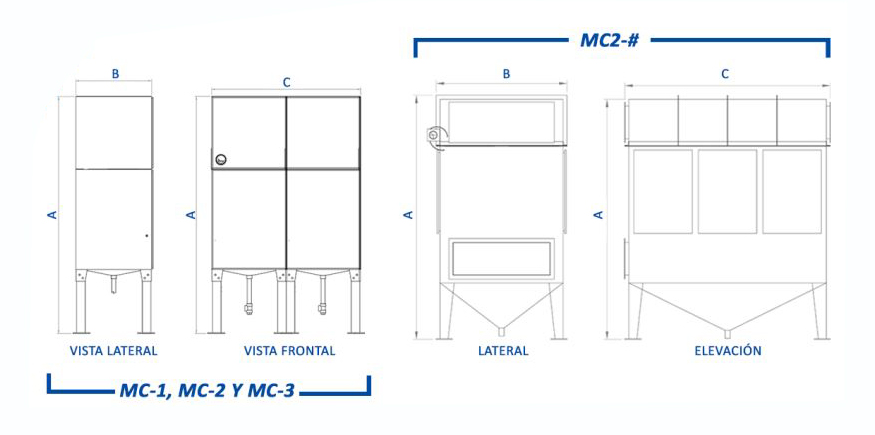 MC2-#
B
C
B
C
A
A
A
A
VISTA LATERAL
VISTA FRONTAL
LATERAL
ELEVACIÓN
MC-1, MC-2 Y MC-3